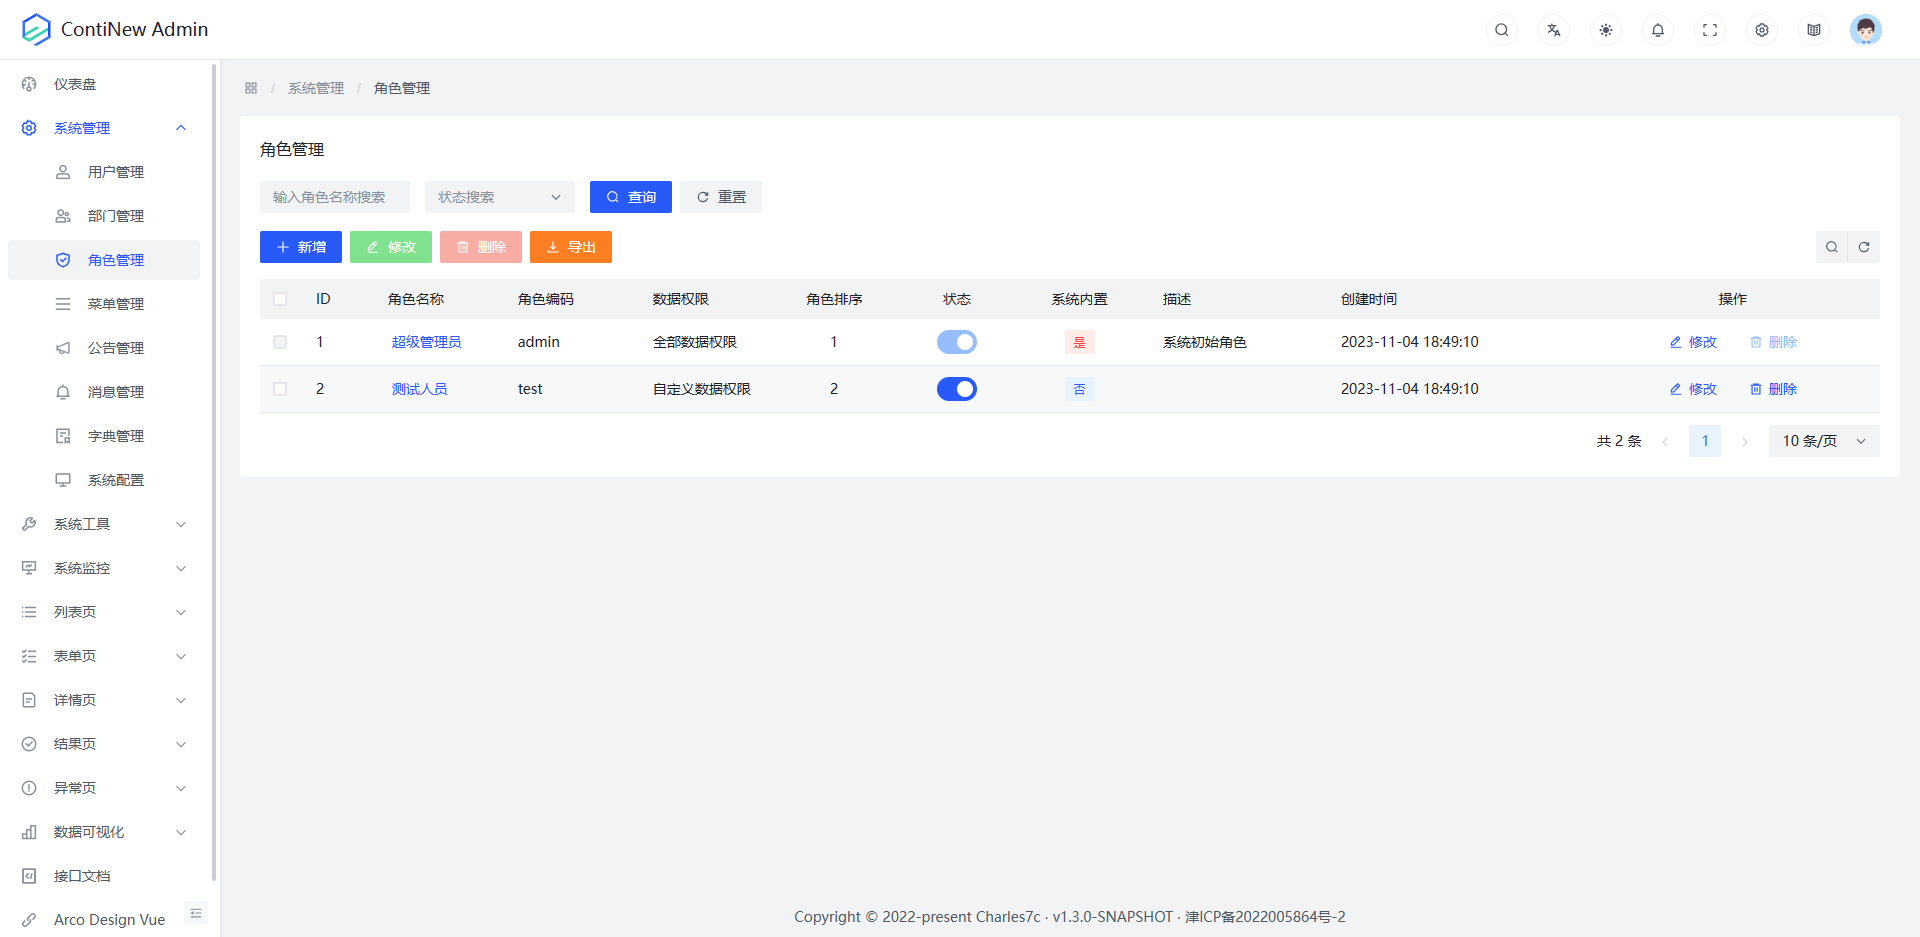 ContiNew Admin
仪表盘
系统管理
用户管理
部门管理
角色管理
菜单管理
公告管理
消息管理
字典管理
系统配置
系统工具
系统监控
列表页
表单页
详情页
结果页
异常页
数据可视化
接口文档
Arco Design Vue
/ 系统管理 / 角色管理
角色管理
输入角色名称搜索 状态搜索 查询 重置
新增 修改 删除 导出
ID 角色名称 角色编码 数据权限 角色排序 状态 系统内置 描述 创建时间 操作
1 超级管理员 admin 全部数据权限 1 是 系统初始角色 2023-11-04 18:49:10 修改 删除
2 测试人员 test 自定义数据权限 2 否 2023-11-04 18:49:10 修改 删除
共 2 条 1 10 条/页
Copyright © 2022-present Charles7c · v1.3.0-SNAPSHOT · 津ICP备2022005864号-2